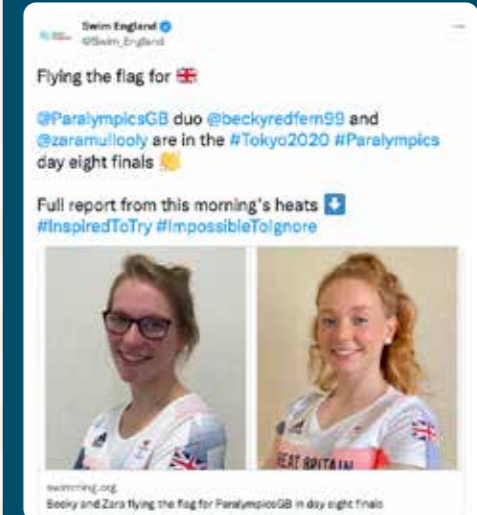 Swim England
@Swim_England
Flying the flag for 🇬🇧
@ParalympicsGB duo @beckyredfern99 and
@zaramullooly are in the #Tokyo2020 #Paralympics
day eight finals 👏
Full report from this morning's heats ⬇️
#InspiredToTry #ImpossibleToIgnore
EAT BRITAIN
swimming.org
Becky and Zara flying the flag for ParalympicsGB in day eight finals